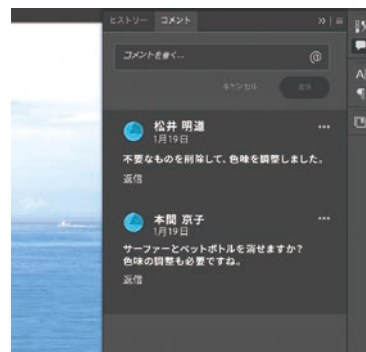 ヒストリー コメント
コメントを書く...
@
キャンセル 送信
松井 明道
1月19日
不要なものを削除して、色味を調整しました。
返信
本間 京子
1月19日
サーファーとペットボトルを消せますか?
色味の調整も必要ですね。
返信